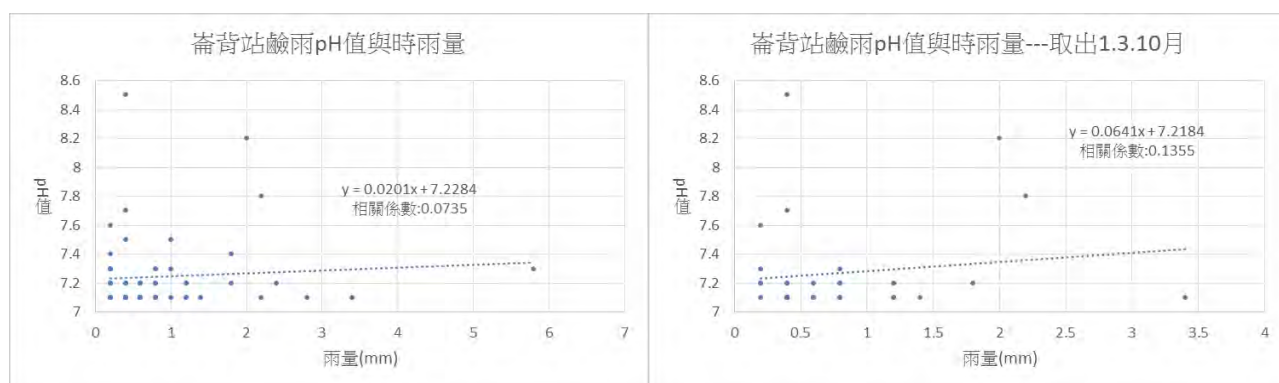 崙背站鹼雨pH值與時雨量
8.6
8.4
8.2
8
7.8
7.6
7.4
7.2
7
pH值
y = 0.0201x + 7.2284
相關係數:0.0735
0 1 2 3 4 5 6 7
雨量(mm)
崙背站鹼雨pH值與時雨量---取出1.3.10月
8.6
8.4
8.2
8
7.8
7.6
7.4
7.2
7
pH值
y = 0.0641x + 7.2184
相關係數:0.1355
0 0.5 1 1.5 2 2.5 3 3.5 4
雨量(mm)